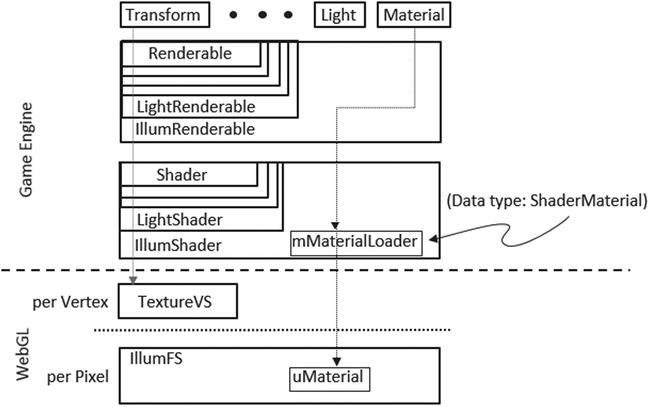 Transform • • • Light Material
Renderable
LightRenderable
IllumRenderable
Game Engine
Shader
LightShader
IllumShader
mMaterialLoader
(Data type: ShaderMaterial)
per Vertex
TextureVS
WebGL
IllumFS
per Pixel
uMaterial